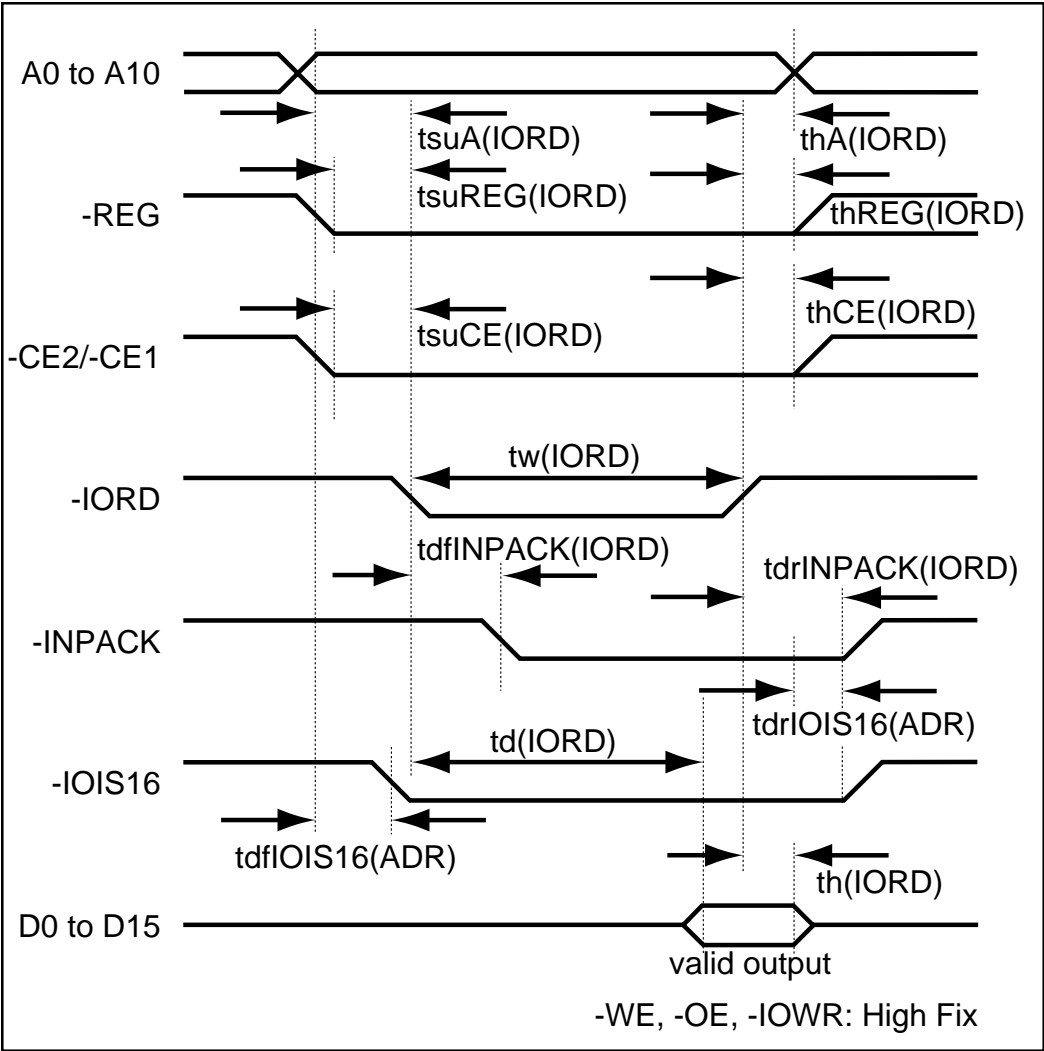 A0 to A10
tsuA(IORD)
thA(IORD)
tsuREG(IORD)
-REG
thREG(IORD)
tsuCE(IORD)
thCE(IORD)
-CE2/-CE1
tw(IORD)
-IORD
tdfINPACK(IORD)
tdrINPACK(IORD)
-INPACK
tdrIOIS16(ADR)
td(IORD)
-IOIS16
tdfIOIS16(ADR)
th(IORD)
D0 to D15
valid output
-WE, -OE, -IOWR: High Fix